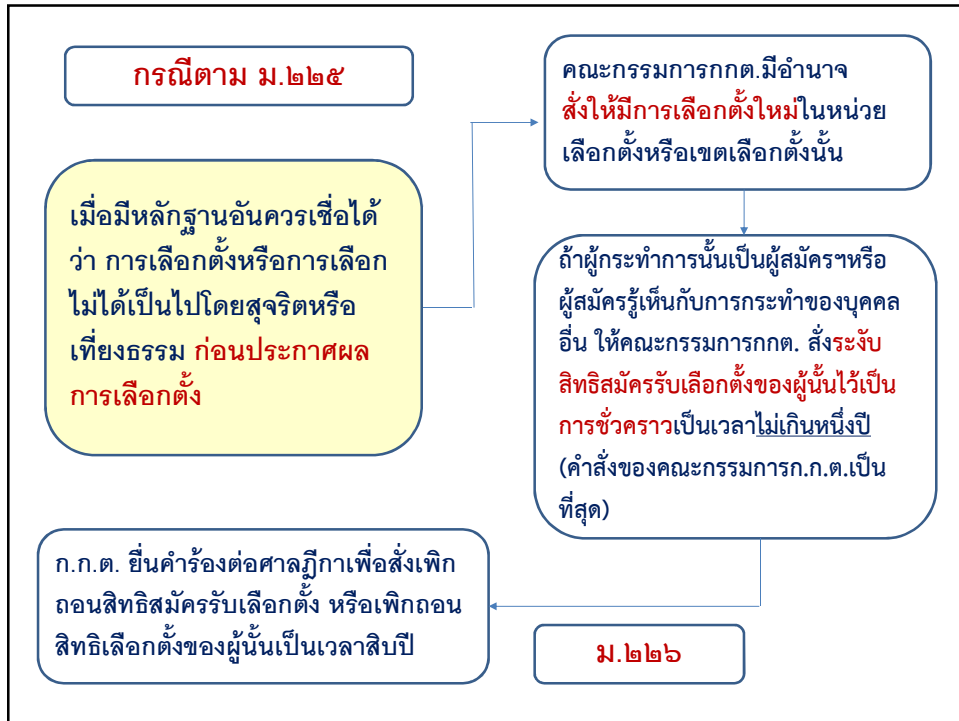 กรณีตาม ม.๒๒๕
เมื่อมีหลักฐานอันควรเชื่อได้
ว่า การเลือกตั้งหรือการเลือก
ไม่ได้เป็นไปโดยสุจริตหรือ
เที่ยงธรรม ก่อนประกาศผล
การเลือกตั้ง
คณะกรรมการกกต.มีอำนาจ
สั่งให้มีการเลือกตั้งใหม่ในหน่วย
เลือกตั้งหรือเขตเลือกตั้งนั้น
ถ้าผู้กระทำการนั้นเป็นผู้สมัครฯหรือ
ผู้สมัครรู้เห็นกับการกระทำของบุคคล
อื่น ให้คณะกรรมการกกต. สั่งระงับ
สิทธิสมัครรับเลือกตั้งของผู้นั้นไว้เป็น
การชั่วคราวเป็นเวลาไม่เกินหนึ่งปี
(คำสั่งของคณะกรรมการก.ก.ต.เป็น
ที่สุด)
ก.ก.ต. ยื่นคำร้องต่อศาลฎีกาเพื่อสั่งเพิก
ถอนสิทธิสมัครรับเลือกตั้ง หรือเพิกถอน
สิทธิเลือกตั้งของผู้นั้นเป็นเวลาสิบปี
ม.๒๒๖